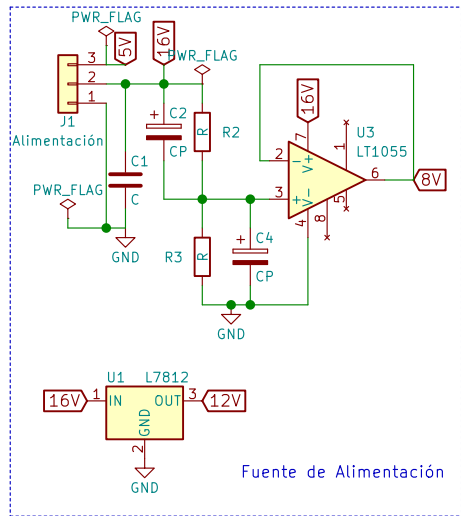 PWR_FLAG
5V
16V
PWR_FLAG
3
2
1
J1
Alimentación
C1
C
C2
CP
R
R2
16V
7
U3
LT1055
1
2
-
V+
3
+
V-
6
8V
4
8
5
PWR_FLAG
GND
R3
R
C4
CP
GND
U1
L7812
16V
1
IN
OUT
3
12V
GND
2
GND
Fuente de Alimentación